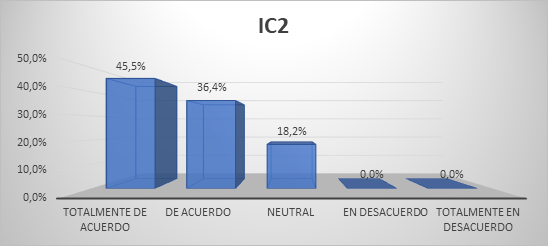 IC2
50,0%
40,0%
30,0%
20,0%
10,0%
0,0%
45,5%
36,4%
18,2%
0,0%
0,0%
TOTALMENTE DE
ACUERDO
DE ACUERDO
NEUTRAL
EN DESACUERDO
TOTALMENTE EN
DESACUERDO